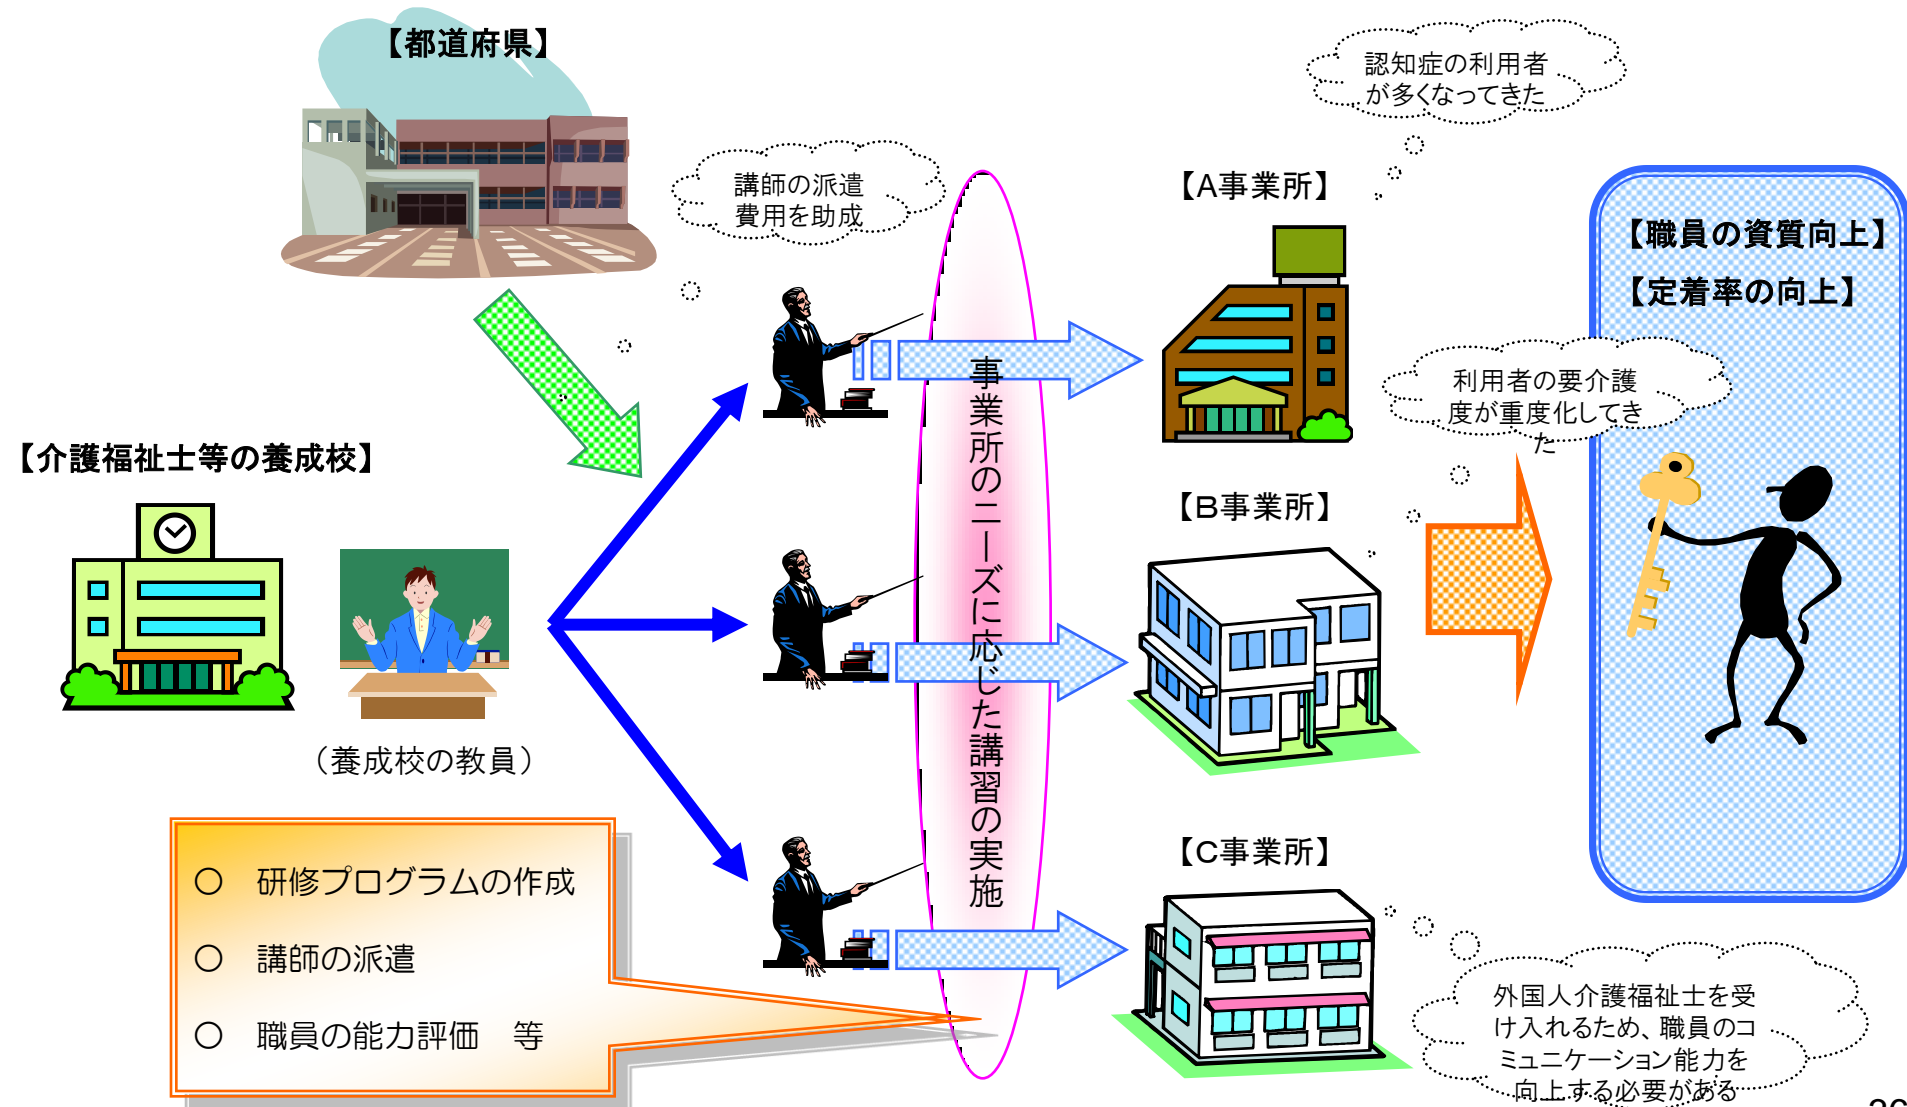 【都道府県】
認知症の利用者
が多くなってきた
講師の派遣
費用を助成
【A事業所】
【職員の資質向上】
【定着率の向上】
利用者の要介護
度が重度化してき
た
【介護福祉士等の養成校】
事業所のニーズに応じた講習の実施
【B事業所】
（養成校の教員）
【C事業所】
○　研修プログラムの作成
○　講師の派遣
○　職員の能力評価　等
外国人介護福祉士を受
け入れるため、職員のコ
ミュニケーション能力を
向上する必要がある